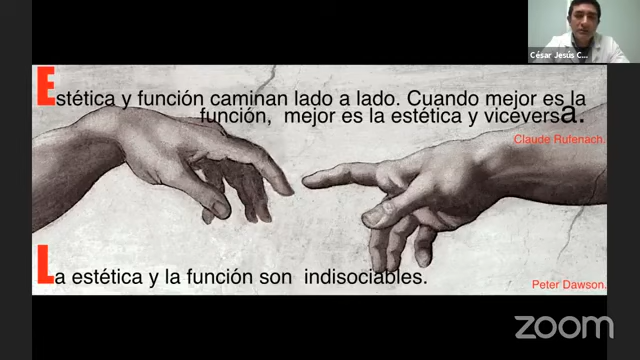 César Jesús C...
Estética y función caminan lado a lado. Cuando mejor es la
función, mejor es la estética y viceversa.
Claude Rufenach.
La estética y la función son indisociables.
Peter Dawson.
zoom